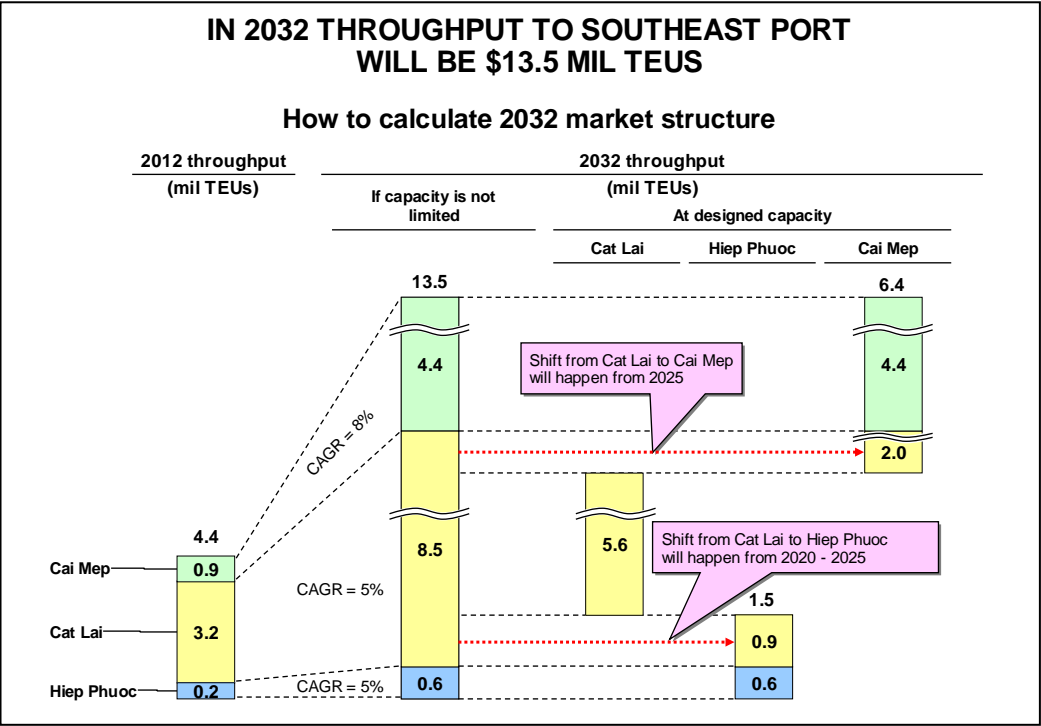 IN 2032 THROUGHPUT TO SOUTHEAST PORT
WILL BE $13.5 MIL TEUS
How to calculate 2032 market structure
2012 throughput
(mil TEUs)
2032 throughput
(mil TEUs)
If capacity is not
limited
At designed capacity
Cat Lai
Hiep Phuoc
Cai Mep
13.5
6.4
4.4
4.4
Shift from Cat Lai to Cai Mep
will happen from 2025
CAGR = 8%
2.0
4.4
8.5
5.6
Shift from Cat Lai to Hiep Phuoc
will happen from 2020 - 2025
Cai Mep
0.9
CAGR = 5%
1.5
Cat Lai
3.2
0.9
Hiep Phuoc
0.2
CAGR = 5%
0.6
0.6